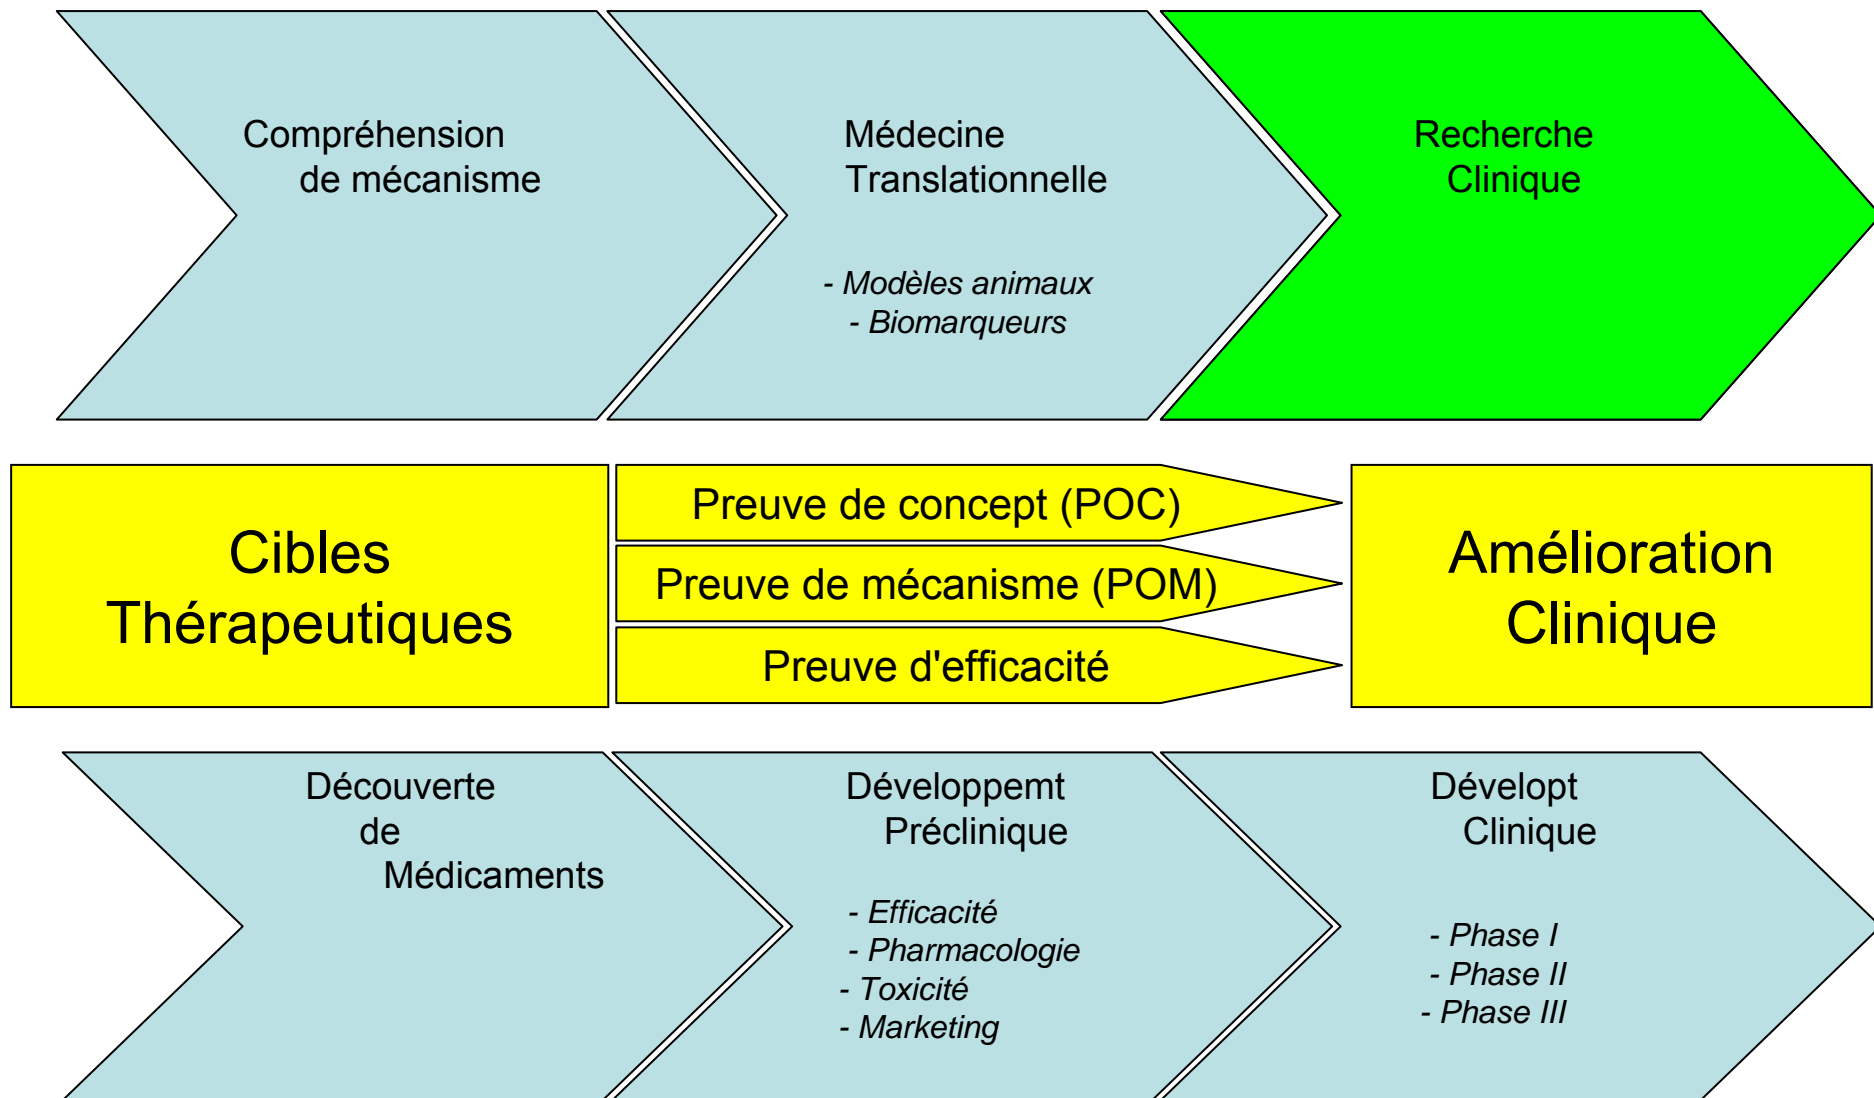 Compréhension
de mécanisme
Médecine
Translationnelle
- Modèles animaux
- Biomarqueurs
Recherche
Clinique
Cibles
Thérapeutiques
Preuve de concept (POC)
Preuve de mécanisme (POM)
Preuve d'efficacité
Amélioration
Clinique
Découverte
de
Médicaments
Développemt
Préclinique
- Efficacité
- Pharmacologie
- Toxicité
- Marketing
Dévelopt
Clinique
- Phase I
- Phase II
- Phase III